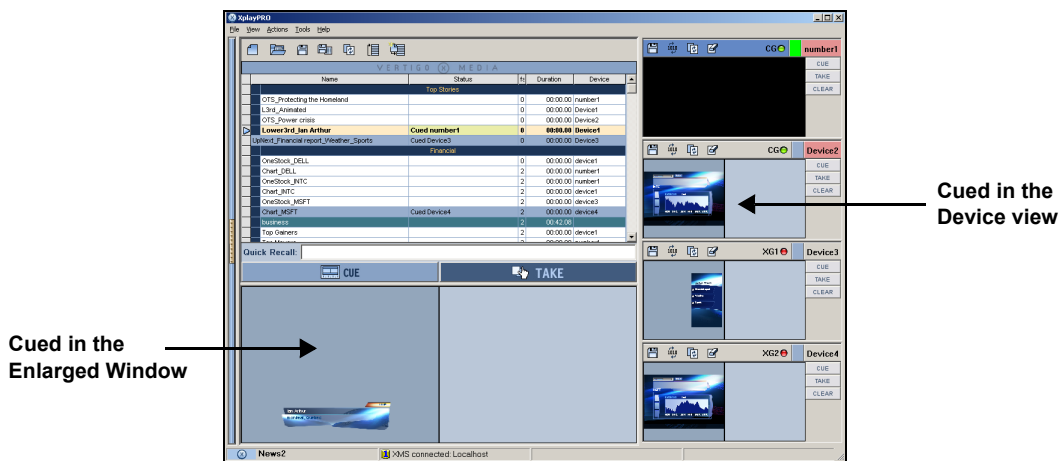 XplayPRO
File View Actions Tools Help
VERTIGO X MEDIA
Name Status Duration Device
Top Stories
OTS_Protecting the Homeland 0 00:00.00 number1
L3rd_Animated 0 00:00.00 Device1
OTS_Power crisis 0 00:00.00 Device2
Lower3rd_Ian Arthur Cued number1 0 00:00.00 Device1
UpNext_Financial report_Weather_Sports Cued Device3 0 00:00.00 Device3
Financial
OneStock_DELL 0 00:00.00 device1
Chart_DELL 2 00:00.00 number1
OneStock_INTC 2 00:00.00 number1
Chart_INTC 2 00:00.00 device1
OneStock_MSFT 2 00:00.00 device3
Chart_MSFT Cued Device4 2 00:00.00 device4
business 2 00:42.08
Top Gainers 2 00:00.00 device1
Quick Recall:
CUE TAKE
CG number1
CUE
TAKE
CLEAR
CG Device2
CUE
TAKE
CLEAR
XG1 Device3
CUE
TAKE
CLEAR
XG2 Device4
CUE
TAKE
CLEAR
Cued in the
Device view
Cued in the
Enlarged Window
Ian Arthur
News2 XMS connected: Localhost